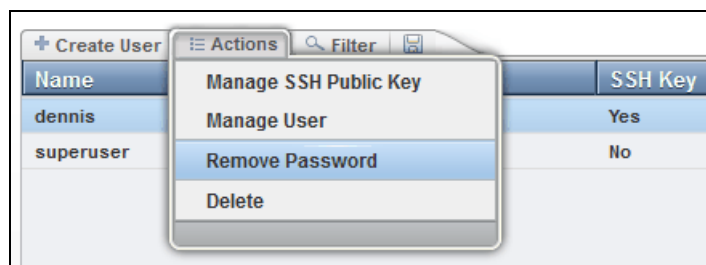 Create User Actions Filter
Name SSH Key
Manage SSH Public Key
dennis Yes
Manage User
superuser No
Remove Password
Delete